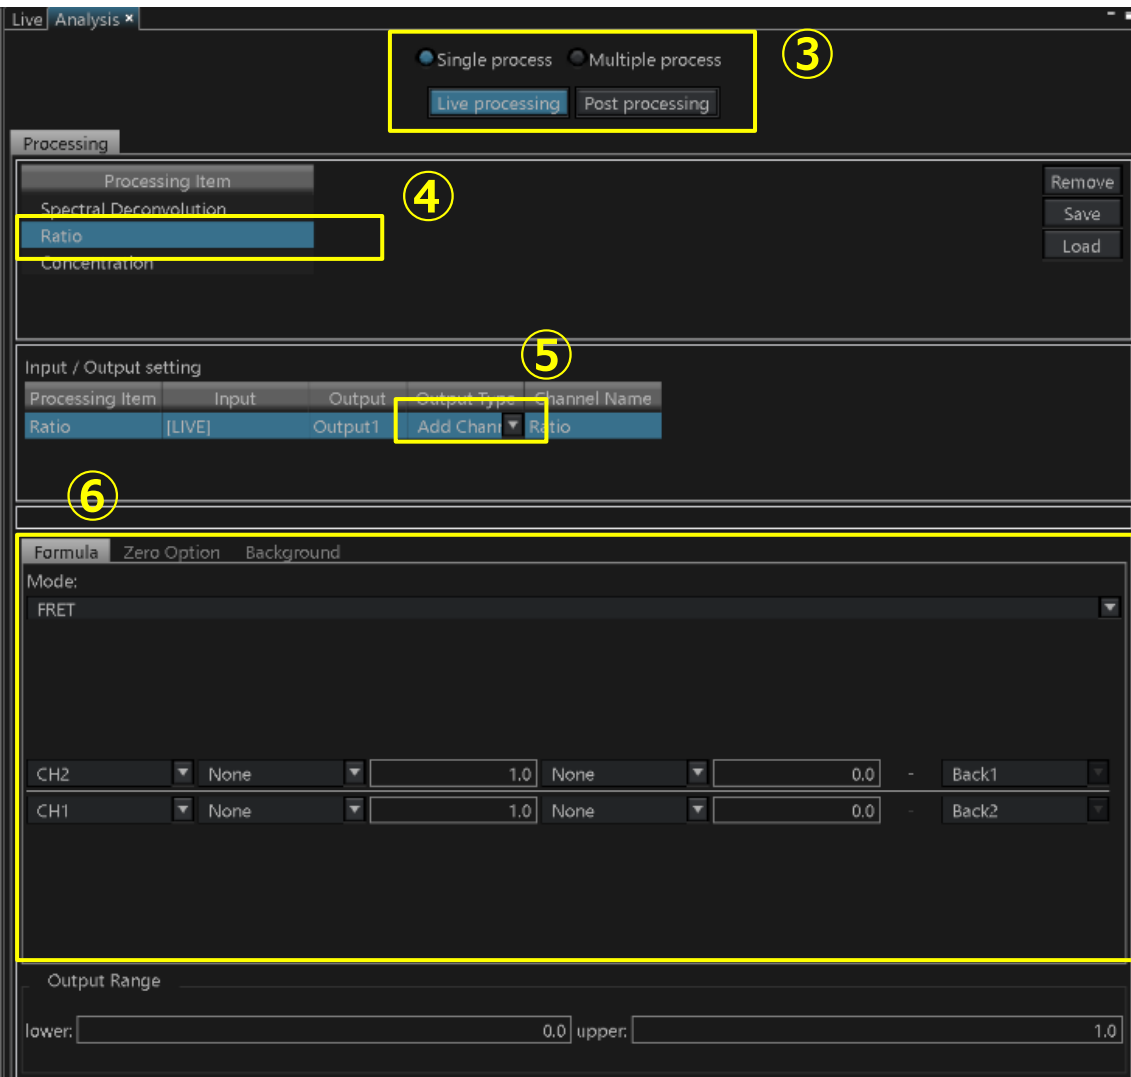 Live Analysis ×
Single process Multiple process
③
Live processing Post processing
Processing
Processing Item
④
Remove
Spectral Deconvolution
Save
Ratio
Load
Concentration
⑤
Input / Output setting
Processing Item Input Output Output Type Channel Name
Ratio [LIVE] Output1 Add Chann Ratio
⑥
Formula Zero Option Background
Mode:
FRET
CH2 None 1.0 None 0.0 - Back1
CH1 None 1.0 None 0.0 - Back2
Output Range
lower: 0.0 upper: 1.0